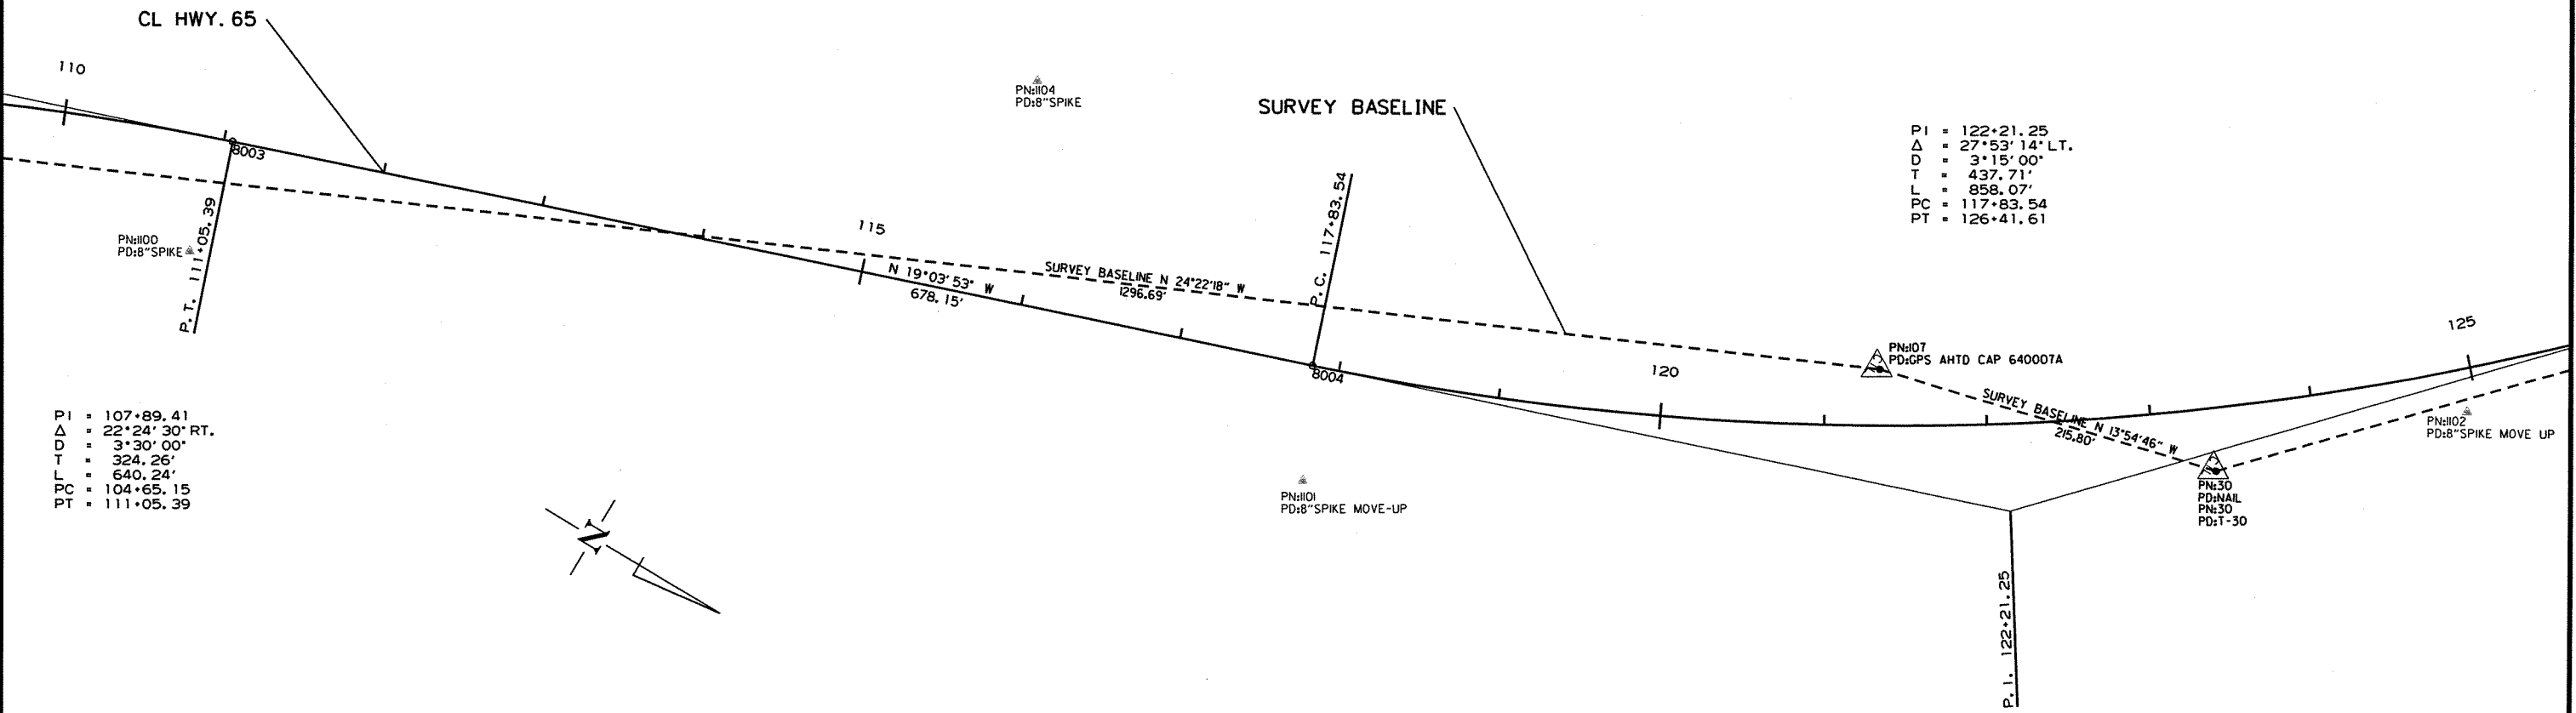 CL HWY. 65
110
8003
P.T. 111+05.39
PN:1100
PD:8"SPIKE
PI = 107+89.41
Δ = 22°24'30" RT.
D = 3°30'00"
T = 324.26'
L = 640.24'
PC = 104+65.15
PT = 111+05.39
N
PN:1104
PD:8"SPIKE
115
N 19°03'53" W
678.15'
SURVEY BASELINE N 24°22'18" W
1296.69'
SURVEY BASELINE
P.C. 117+83.54
8004
PN:1101
PD:8"SPIKE MOVE-UP
120
PN:107
PD:GPS AHTD CAP 640007A
PI = 122+21.25
Δ = 27°53'14" LT.
D = 3°15'00"
T = 437.71'
L = 858.07'
PC = 117+83.54
PT = 126+41.61
SURVEY BASELINE N 13°54'46" W
215.80'
125
PN:1102
PD:8"SPIKE MOVE UP
PN:30
PD:NAIL
PN:30
PD:T-30
P.I. 122+21.25